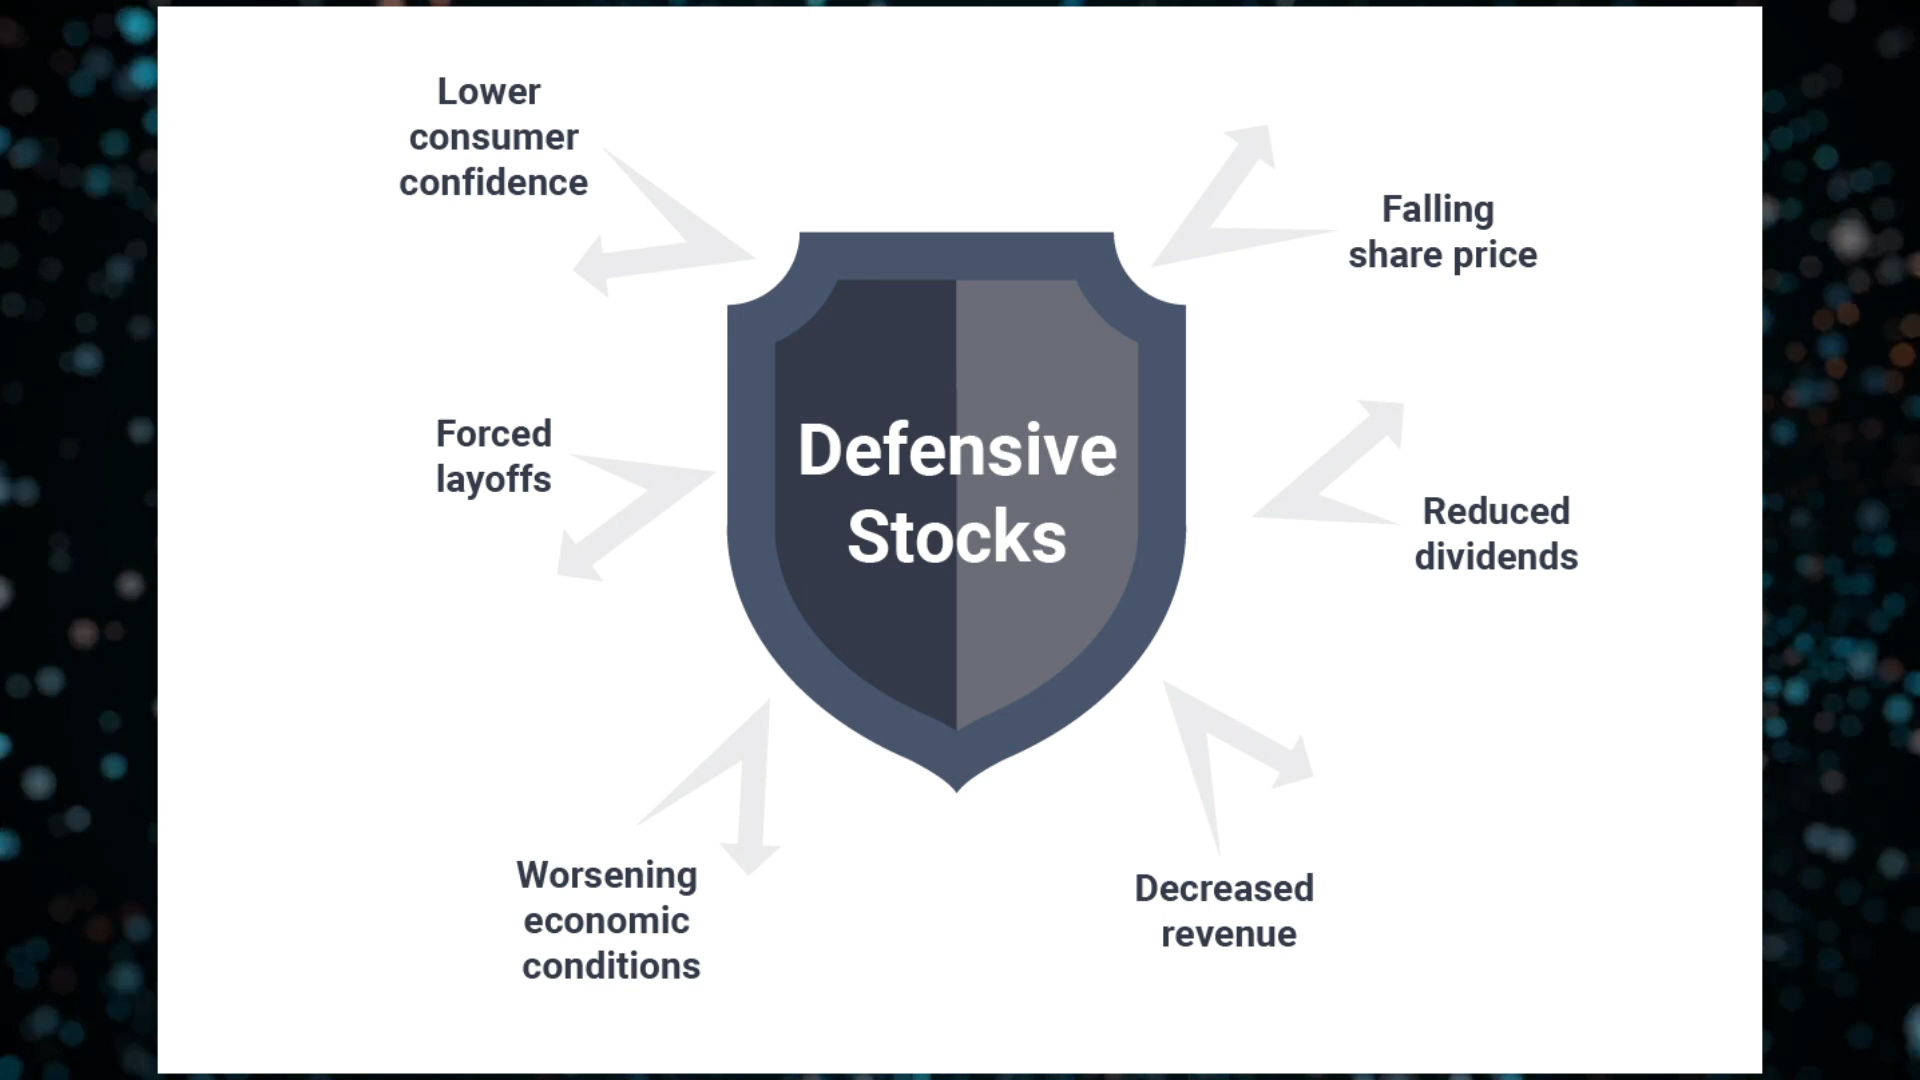 Lower
consumer
confidence
Falling
share price
Forced
layoffs
Defensive
Stocks
Reduced
dividends
Worsening
economic
conditions
Decreased
revenue